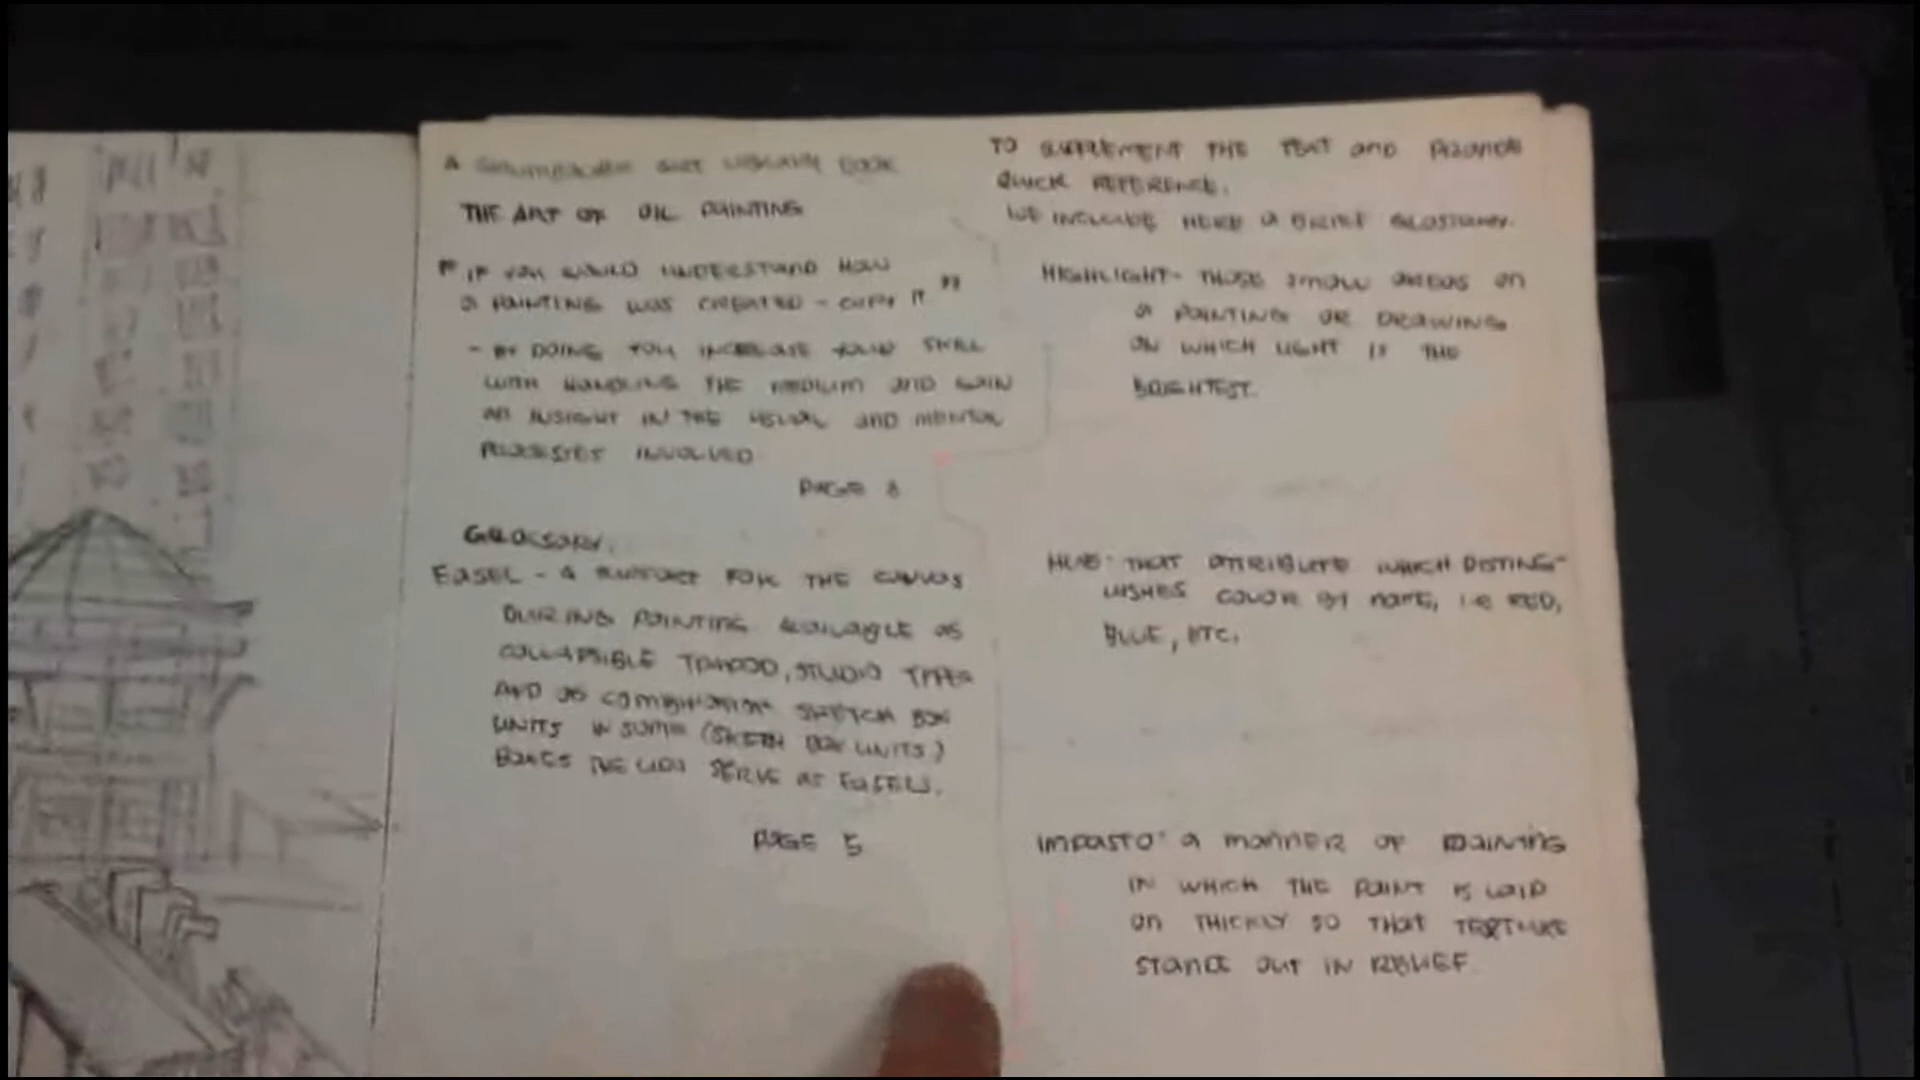 A Grumbacher Art Library Book
THE ART OF OIL PAINTING
" IF YOU WOULD UNDERSTAND HOW
A PAINTING WAS CREATED - COPY IT "
- BY DOING YOU INCREASE YOUR SKILL
WITH HANDLING THE MEDIUM AND GAIN
AN INSIGHT IN THE VISUAL AND MENTAL
PROCESSES INVOLVED
PAGE
GLOSSARY.
EASEL - A SUPPORT FOR THE CANVAS
DURING PAINTING AVAILABLE AS
COLLAPSIBLE TRIPOD, STUDIO TYPES
AND AS COMBINATION SKETCH BOX
UNITS IN SOME (SKETCH BOX UNITS)
BOXES THE LIDS SERVE AS EASELS.
PAGE 5
TO SUPPLEMENT THE TEXT AND PROVIDE
QUICK REFERENCE.
WE INCLUDE HERE A BRIEF GLOSSARY.
HIGHLIGHT - THOSE SMALL AREAS ON
A PAINTING OR DRAWING
ON WHICH LIGHT IS THE
BRIGHTEST.
HUE - THAT ATTRIBUTE WHICH DISTING-
UISHES COLOR BY NAME, i.e RED,
BLUE, ETC.
IMPASTO - A MANNER OF PAINTING
IN WHICH THE PAINT IS LAID
ON THICKLY SO THAT TEXTURE
STANDS OUT IN RELIEF